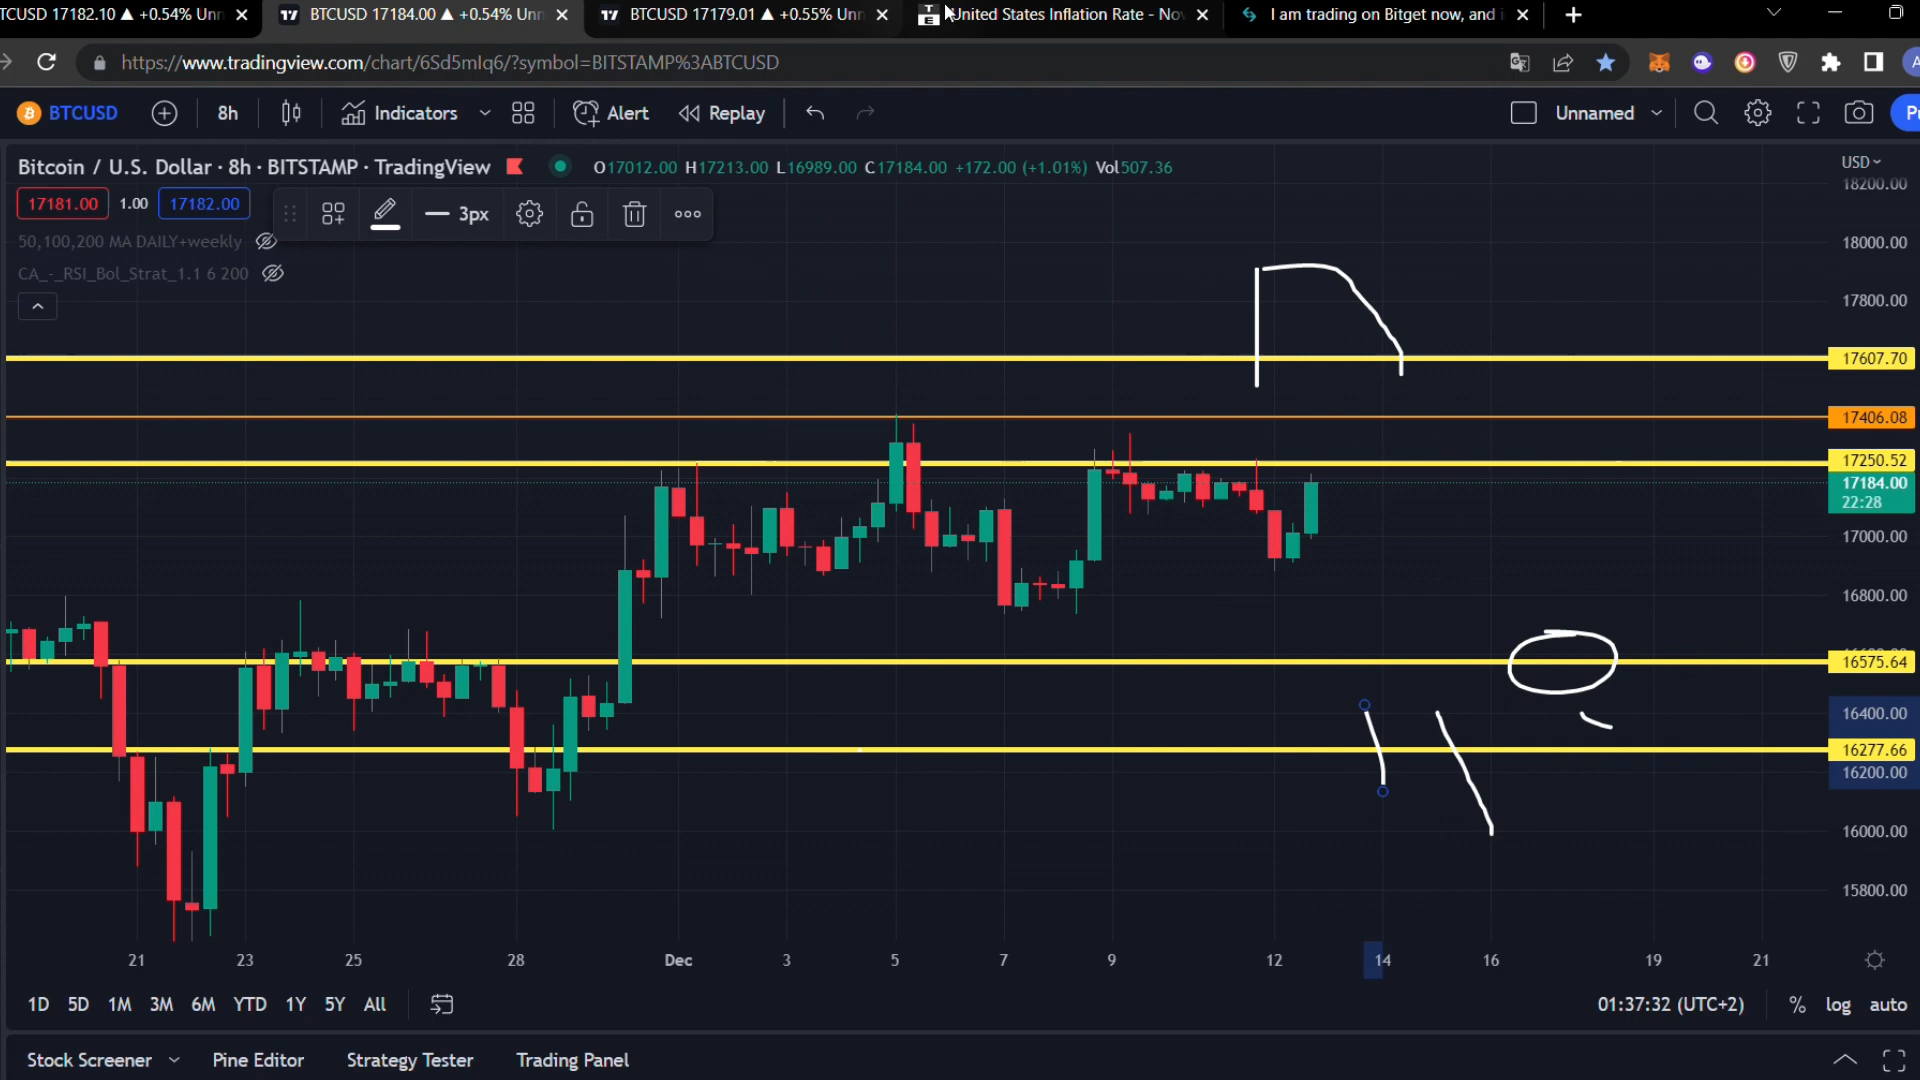 TCUSD 17182.10 ▲ +0.54% Unn
BTCUSD 17184.00 ▲ +0.54% Unn
BTCUSD 17179.01 ▲ +0.55% Unn
United States Inflation Rate - Nov
I am trading on Bitget now, and i
https://www.tradingview.com/chart/6Sd5mlq6/?symbol=BITSTAMP%3ABTCUSD
BTCUSD 8h Indicators Alert Replay Unnamed
Bitcoin / U.S. Dollar · 8h · BITSTAMP · TradingView O17012.00 H17213.00 L16989.00 C17184.00 +172.00 (+1.01%) Vol507.36
USD
17181.00 1.00 17182.00
3px
50,100,200 MA DAILY+weekly
CA_-_RSI_Bol_Strat_1.1 6 200
18200.00
18000.00
17800.00
17607.70
17406.08
17250.52
17184.00
22:28
17000.00
16800.00
16575.64
16400.00
16277.66
16200.00
16000.00
15800.00
21 23 25 28 Dec 3 5 7 9 12 14 16 19 21
1D 5D 1M 3M 6M YTD 1Y 5Y All
01:37:32 (UTC+2) % log auto
Stock Screener Pine Editor Strategy Tester Trading Panel